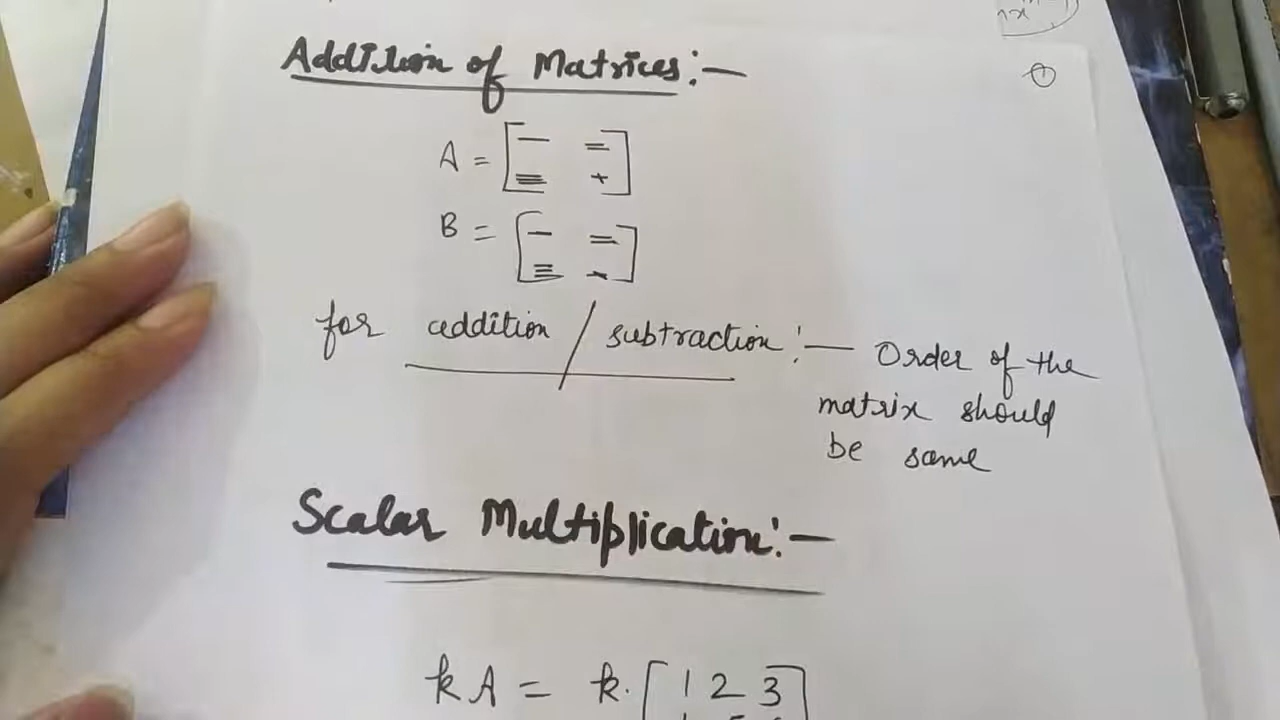 Addition of Matrices:—
A = [— =
≡ +]
B = [— =
≡ -]
for addition / subtraction:— Order of the
matrix should
be same
Scalar Multiplication:—
kA = k. [1 2 3]